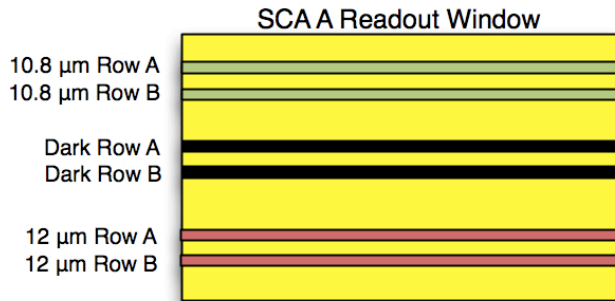 SCA A Readout Window
10.8 µm Row A
10.8 µm Row B
Dark Row A
Dark Row B
12 µm Row A
12 µm Row B